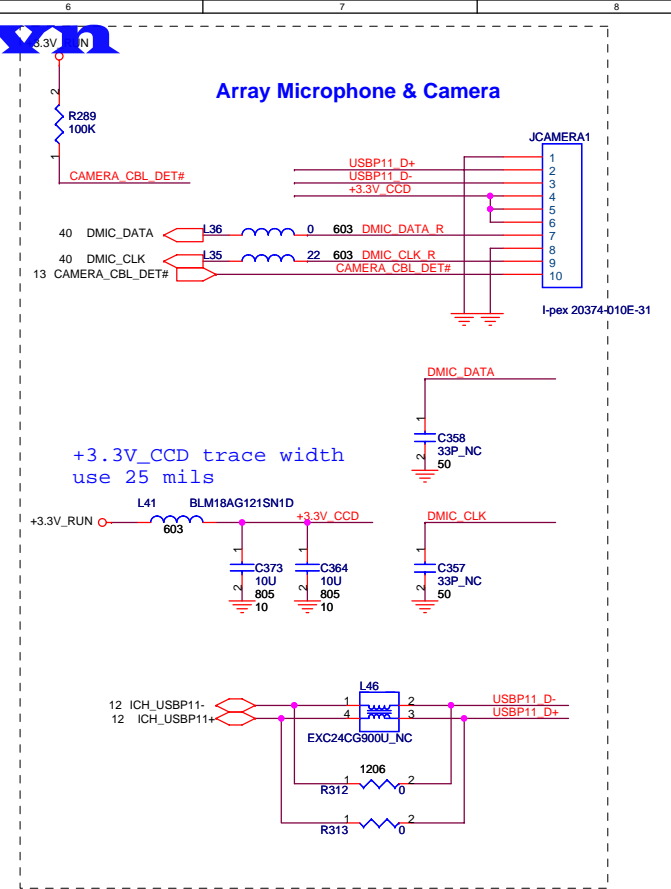 6 7 8
vn
+3.3V_RUN
Array Microphone & Camera
2
R289
100K
1
CAMERA_CBL_DET#
JCAMERA1
USBP11_D+
USBP11_D-
+3.3V_CCD
1
2
3
4
5
6
7
8
9
10
40 DMIC_DATA L36 0 603 DMIC_DATA_R
40 DMIC_CLK L35 22 603 DMIC_CLK_R
13 CAMERA_CBL_DET# CAMERA_CBL_DET#
I-pex 20374-010E-31
DMIC_DATA
1
C358
33P_NC
2
50
+3.3V_CCD trace width
use 25 mils
L41 BLM18AG121SN1D
+3.3V_RUN 603 +3.3V_CCD
1
C373
10U
2
805
10
1
C364
10U
2
805
10
DMIC_CLK
1
C357
33P_NC
2
50
L46
12 ICH_USBP11- 1 2 USBP11_D-
12 ICH_USBP11+ 4 3 USBP11_D+
EXC24CG900U_NC
1206
R312 1 2 0
R313 1 2 0